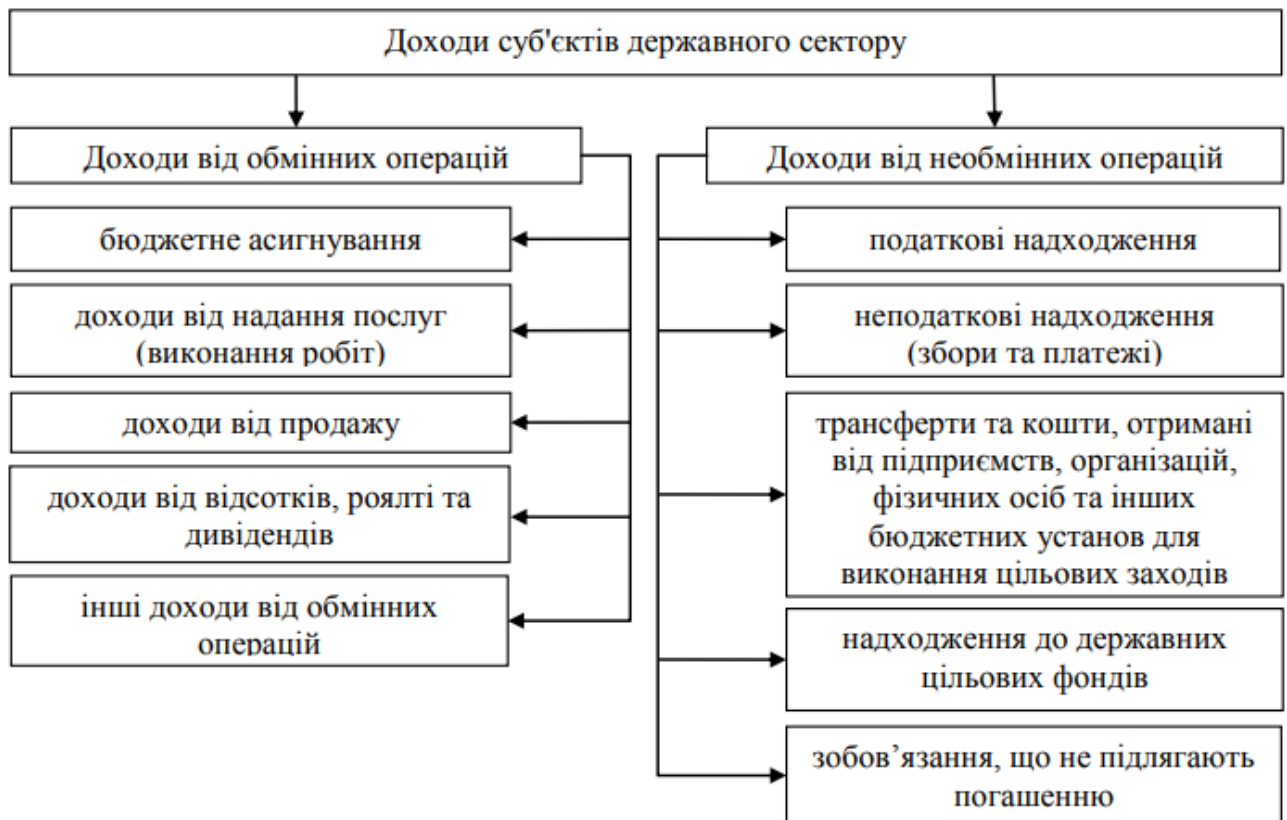 Доходи суб'єктів державного сектору
Доходи від обмінних операцій
бюджетне асигнування
доходи від надання послуг
(виконання робіт)
доходи від продажу
доходи від відсотків, роялті та
дивідендів
інші доходи від обмінних
операцій
Доходи від необмінних операцій
податкові надходження
неподаткові надходження
(збори та платежі)
трансферти та кошти, отримані
від підприємств, організацій,
фізичних осіб та інших
бюджетних установ для
виконання цільових заходів
надходження до державних
цільових фондів
зобов’язання, що не підлягають
погашенню